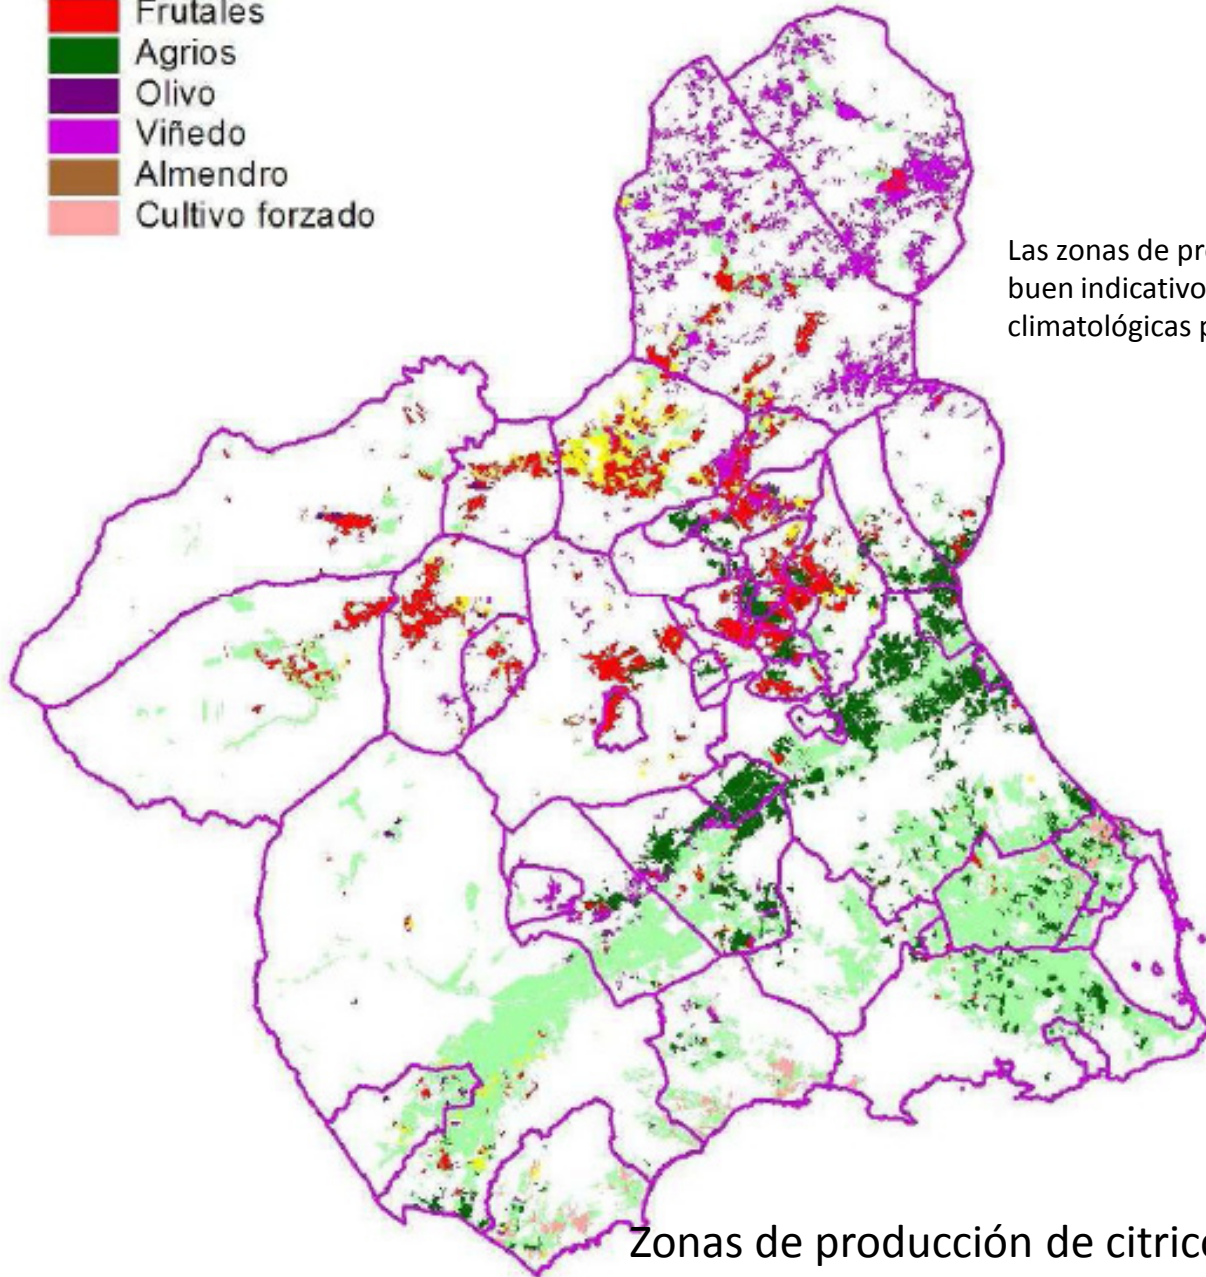 Frutales
Agrios
Olivo
Viñedo
Almendro
Cultivo forzado
Las zonas de pr
buen indicativo
climatológicas p
Zonas de producción de citric